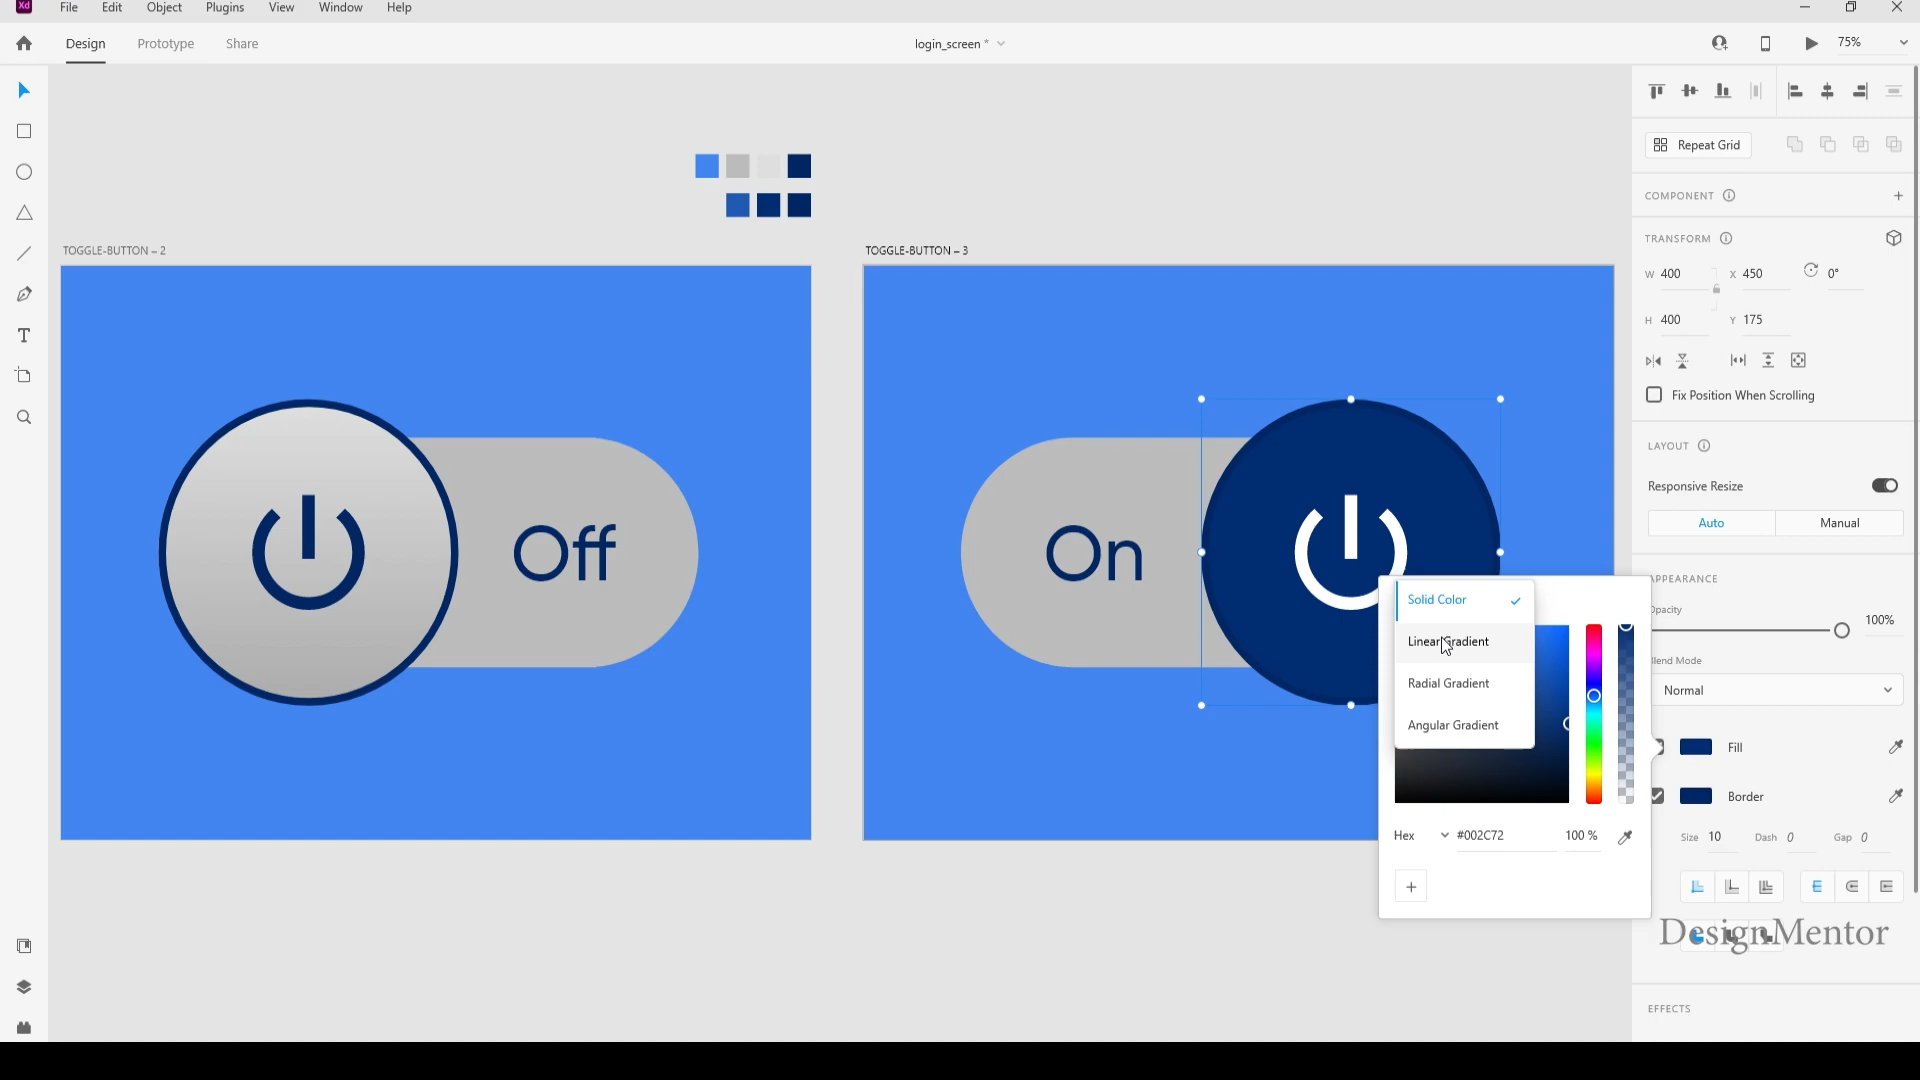 Xd File Edit Object Plugins View Window Help
Design Prototype Share login_screen * 75%
Repeat Grid
COMPONENT
TRANSFORM
W 400 X 450 0°
H 400 Y 175
Fix Position When Scrolling
LAYOUT
Responsive Resize
Auto Manual
TOGGLE-BUTTON – 2
Off
TOGGLE-BUTTON – 3
On
Solid Color
Linear Gradient
Radial Gradient
Angular Gradient
Hex #002C72 100 %
APPEARANCE
Opacity
100%
Blend Mode
Normal
Fill
Border
Size 10 Dash 0 Gap 0
DesignMentor
EFFECTS